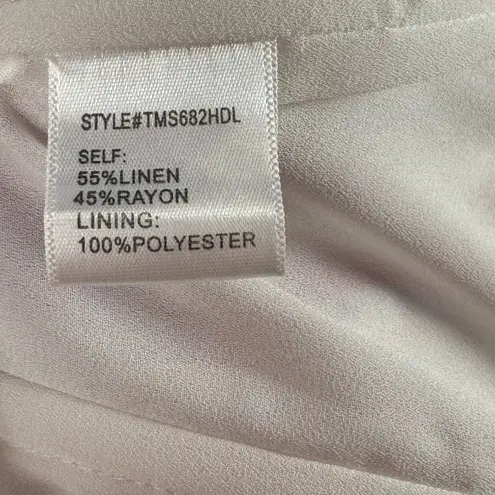 STYLE#TMS682HDL
SELF:
55%LINEN
45%RAYON
LINING:
100%POLYESTER